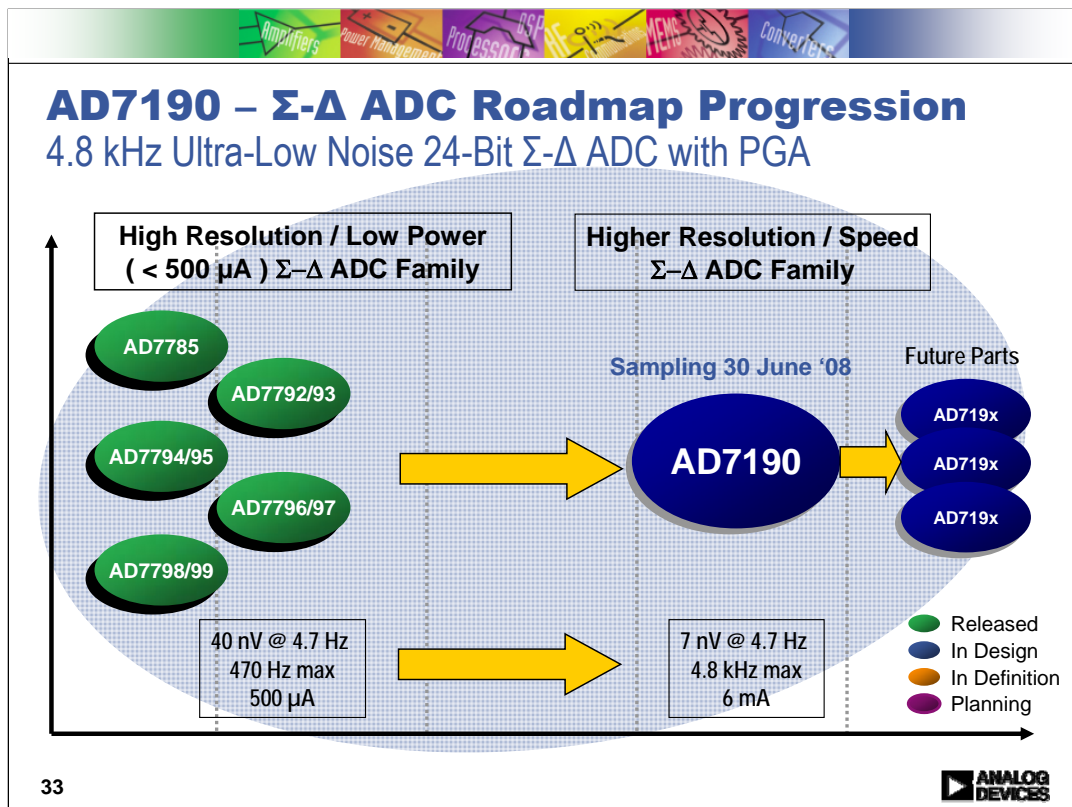 Amplifiers
Power Management
Processors
DSP
RF
MEMS
Converters
AD7190 – Σ-Δ ADC Roadmap Progression
4.8 kHz Ultra-Low Noise 24-Bit Σ-Δ ADC with PGA
High Resolution / Low Power
( < 500 µA ) Σ–Δ ADC Family
Higher Resolution / Speed
Σ–Δ ADC Family
AD7785
AD7792/93
AD7794/95
AD7796/97
AD7798/99
Sampling 30 June ‘08
AD7190
Future Parts
AD719x
AD719x
AD719x
40 nV @ 4.7 Hz
470 Hz max
500 µA
7 nV @ 4.7 Hz
4.8 kHz max
6 mA
Released
In Design
In Definition
Planning
33
ANALOG
DEVICES